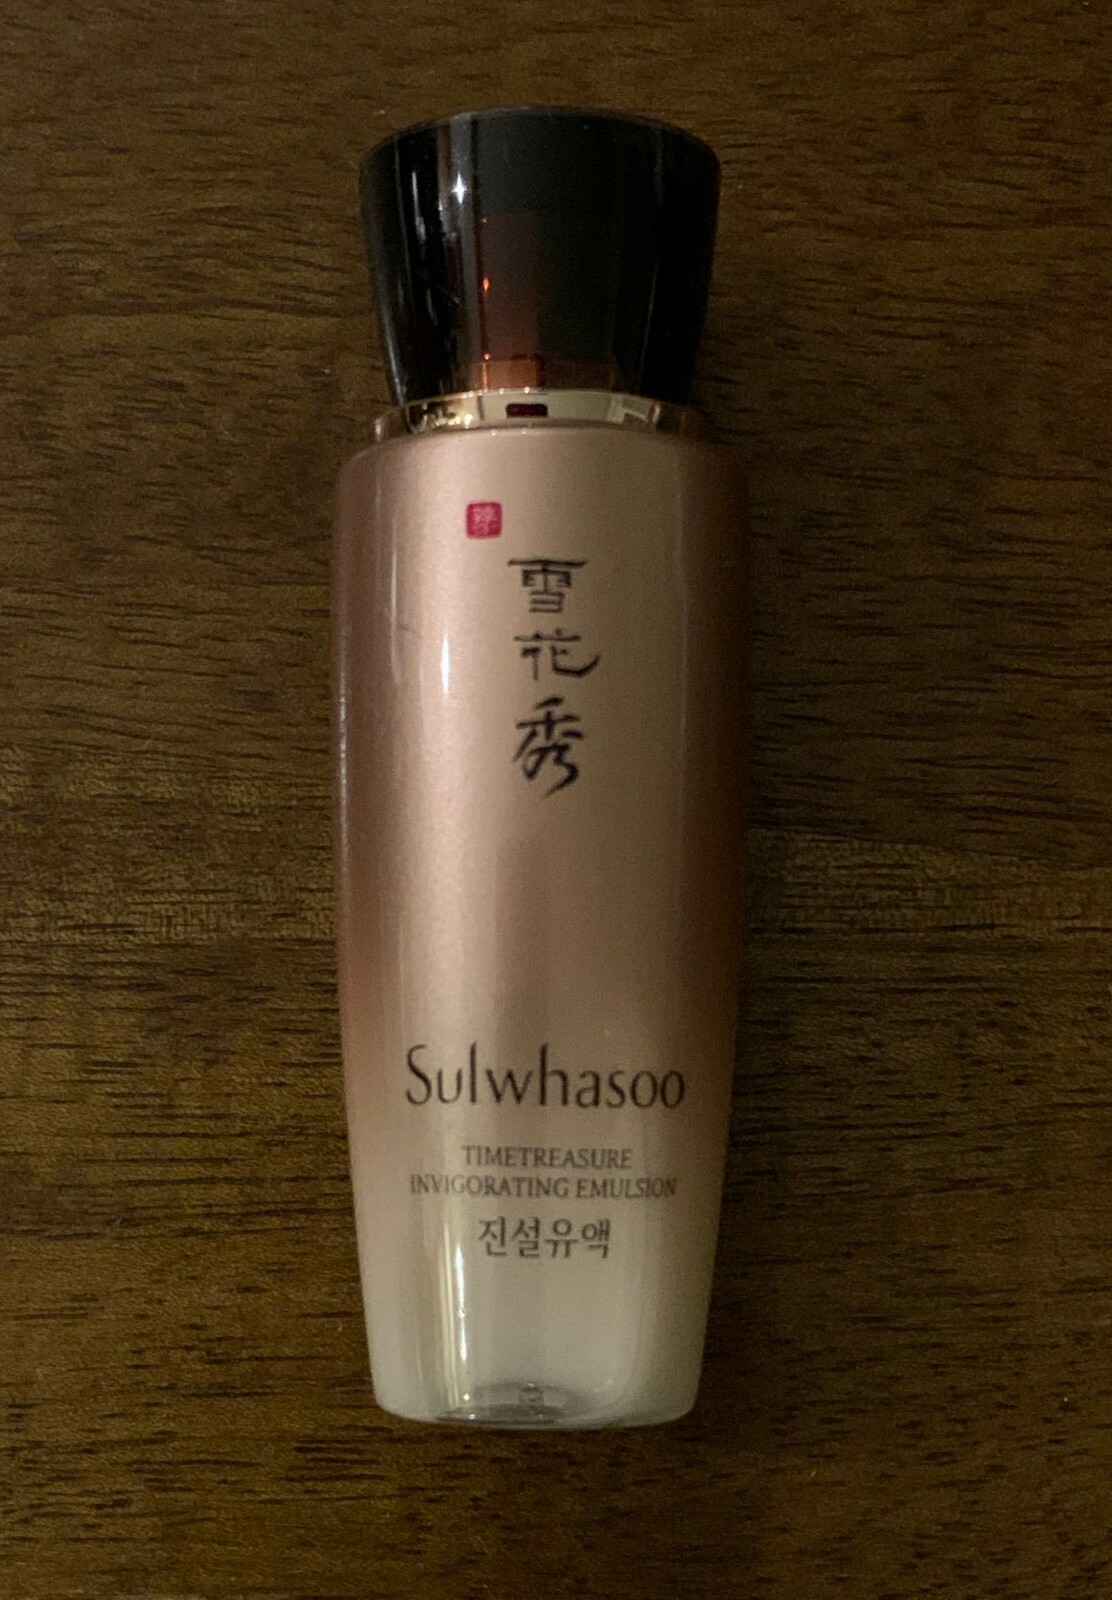 雪
花
秀
Sulwhasoo
TIMETREASURE
INVIGORATING EMULSION
진설유액